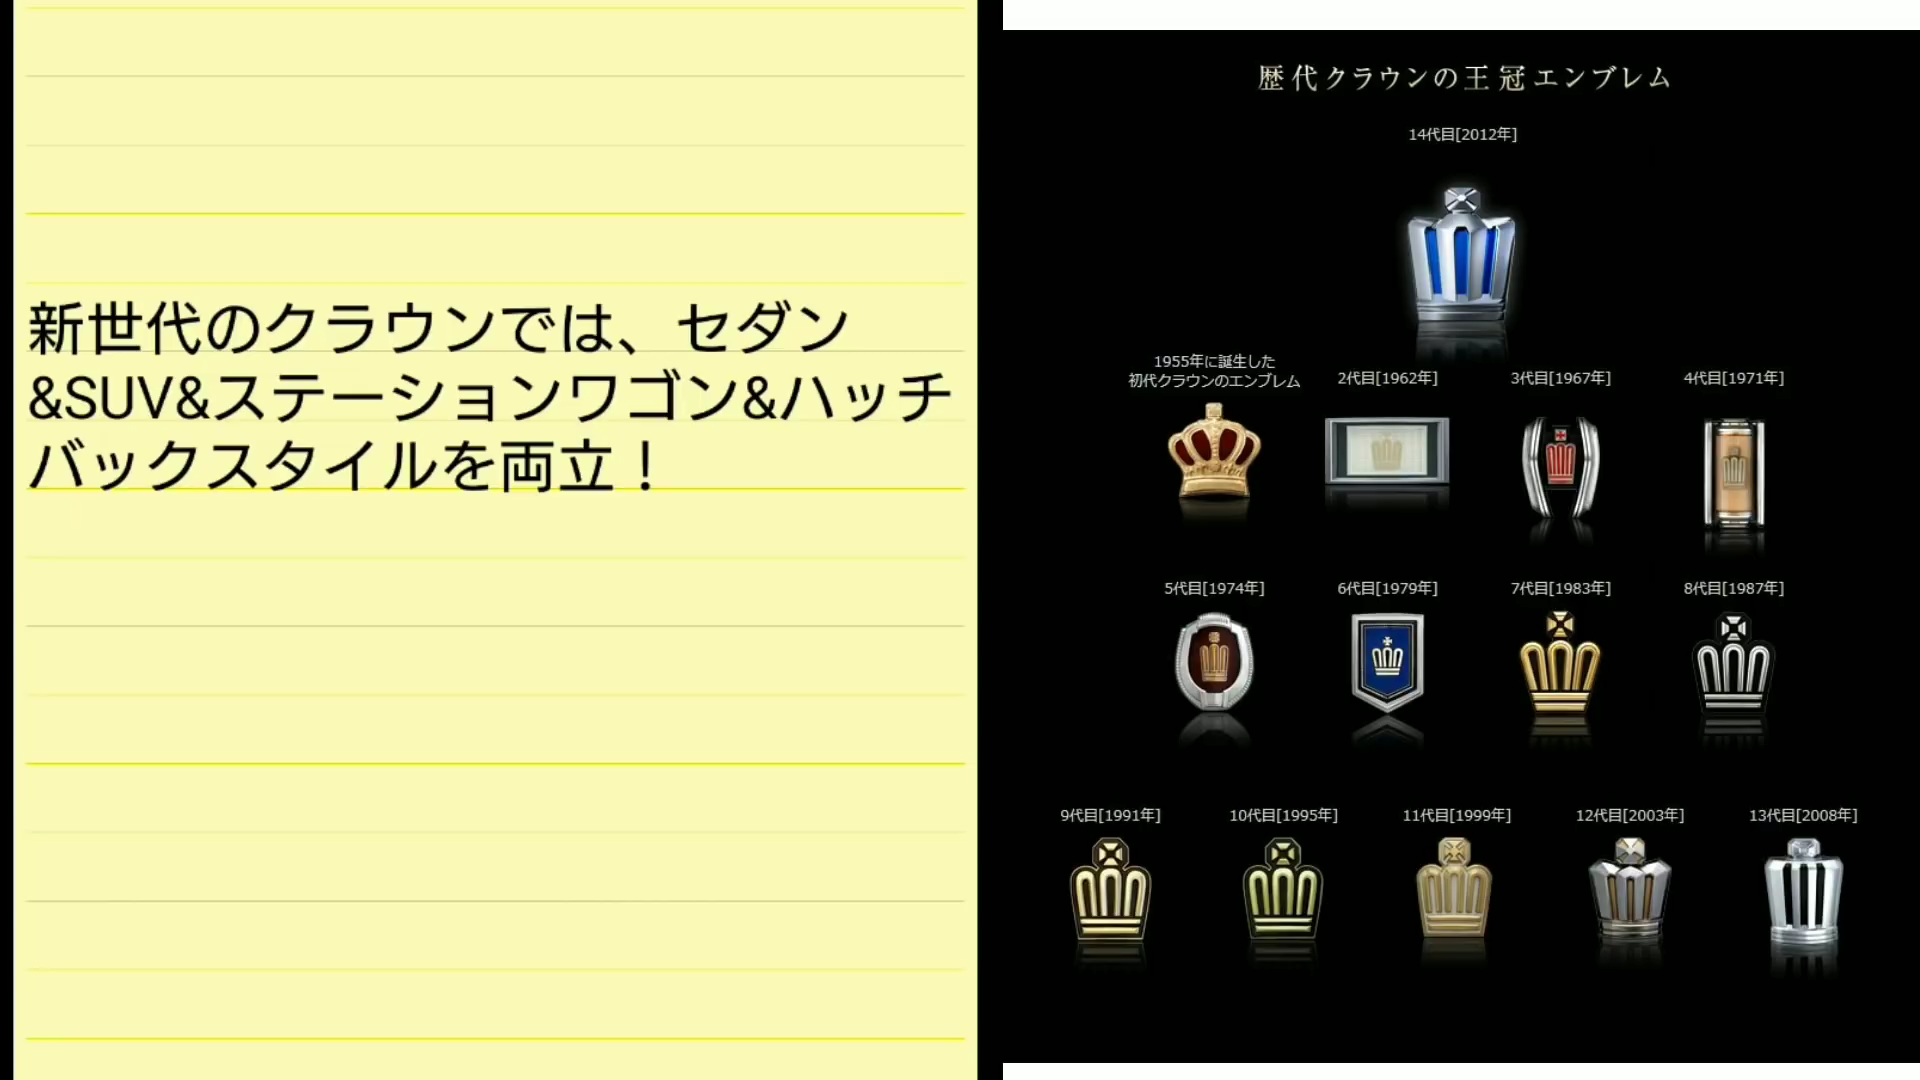 新世代のクラウンでは、セダン
&SUV&ステーションワゴン&ハッチ
バックスタイルを両立！
歴代クラウンの王冠エンブレム
14代目[2012年]
1955年に誕生した
初代クラウンのエンブレム
2代目[1962年]
3代目[1967年]
4代目[1971年]
5代目[1974年]
6代目[1979年]
7代目[1983年]
8代目[1987年]
9代目[1991年]
10代目[1995年]
11代目[1999年]
12代目[2003年]
13代目[2008年]